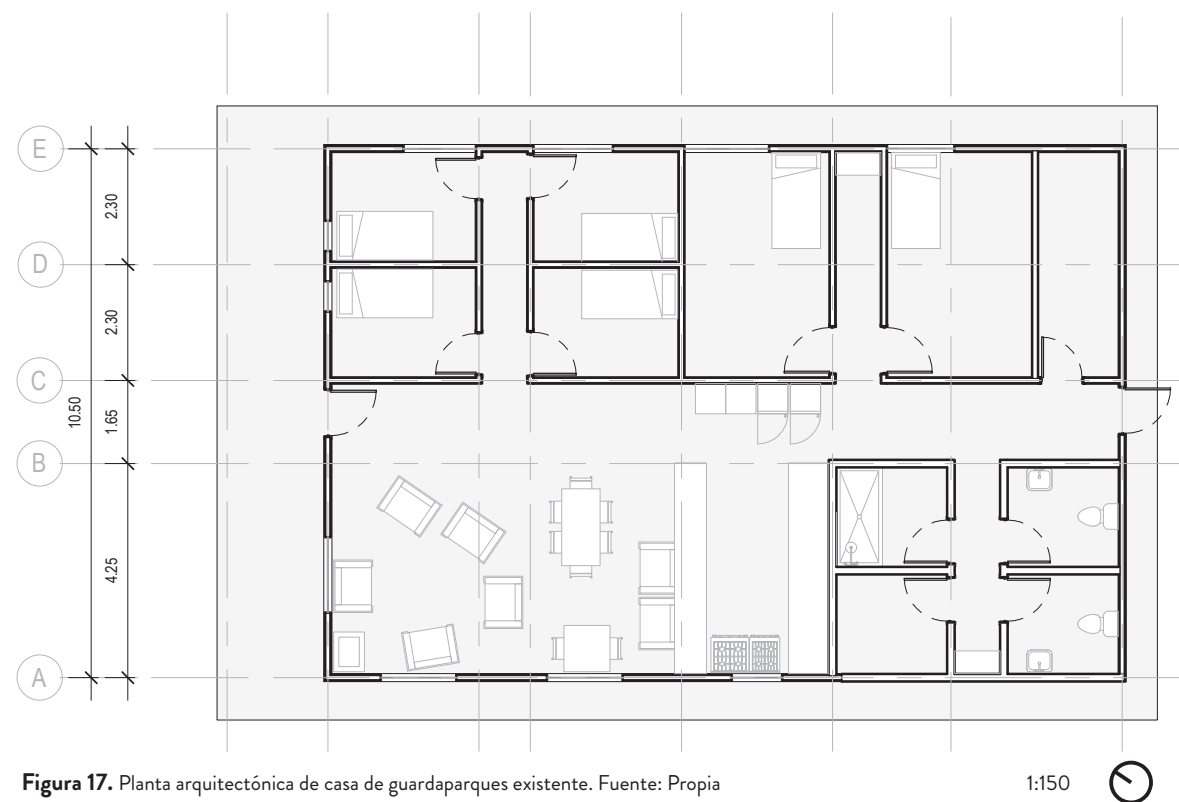 E
2.30
D
2.30
C
10.50
1.65
B
4.25
A
Figura 17. Planta arquitectónica de casa de guardaparques existente. Fuente: Propia
1:150